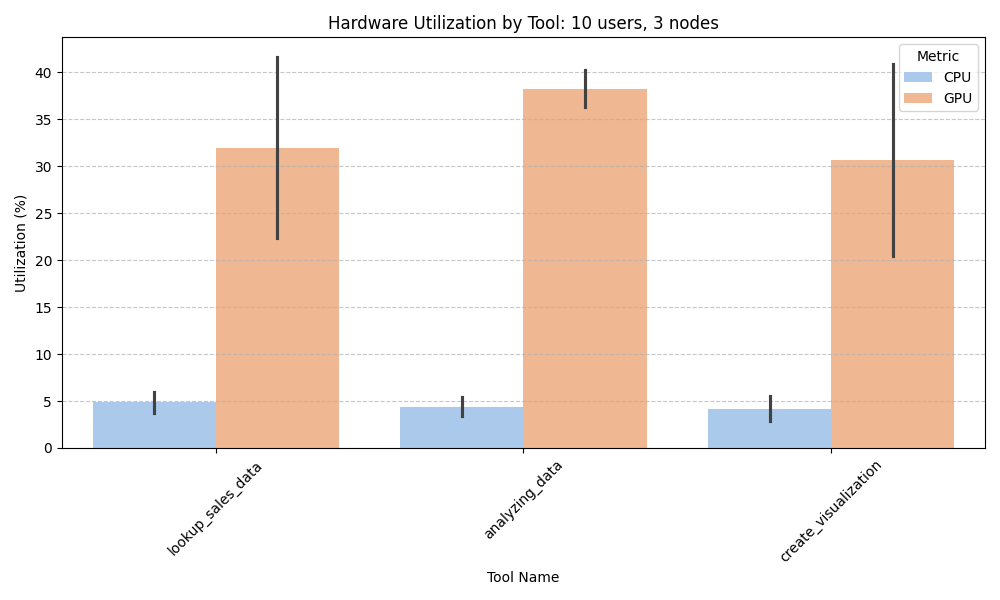 Hardware Utilization by Tool: 10 users, 3 nodes
Metric
CPU
GPU
Utilization (%)
40
35
30
25
20
15
10
5
0
lookup_sales_data
analyzing_data
create_visualization
Tool Name